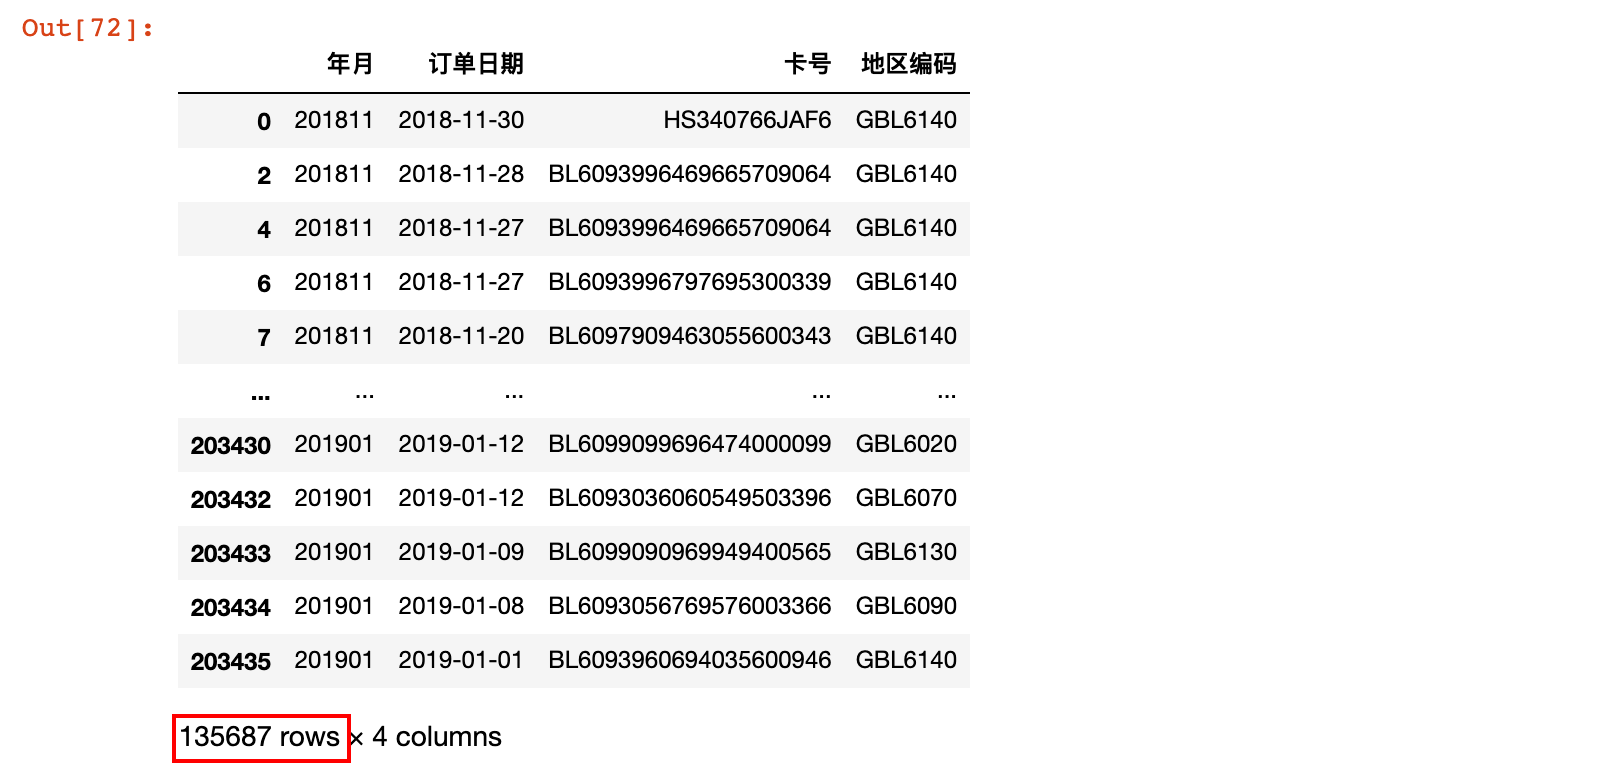 Out[72]:
年月 订单日期 卡号 地区编码
0 201811 2018-11-30 HS340766JAF6 GBL6140
2 201811 2018-11-28 BL6093996469665709064 GBL6140
4 201811 2018-11-27 BL6093996469665709064 GBL6140
6 201811 2018-11-27 BL6093996797695300339 GBL6140
7 201811 2018-11-20 BL6097909463055600343 GBL6140
... ... ... ... ...
203430 201901 2019-01-12 BL6099099696474000099 GBL6020
203432 201901 2019-01-12 BL6093036060549503396 GBL6070
203433 201901 2019-01-09 BL6099090969949400565 GBL6130
203434 201901 2019-01-08 BL6093056769576003366 GBL6090
203435 201901 2019-01-01 BL6093960694035600946 GBL6140
135687 rows × 4 columns